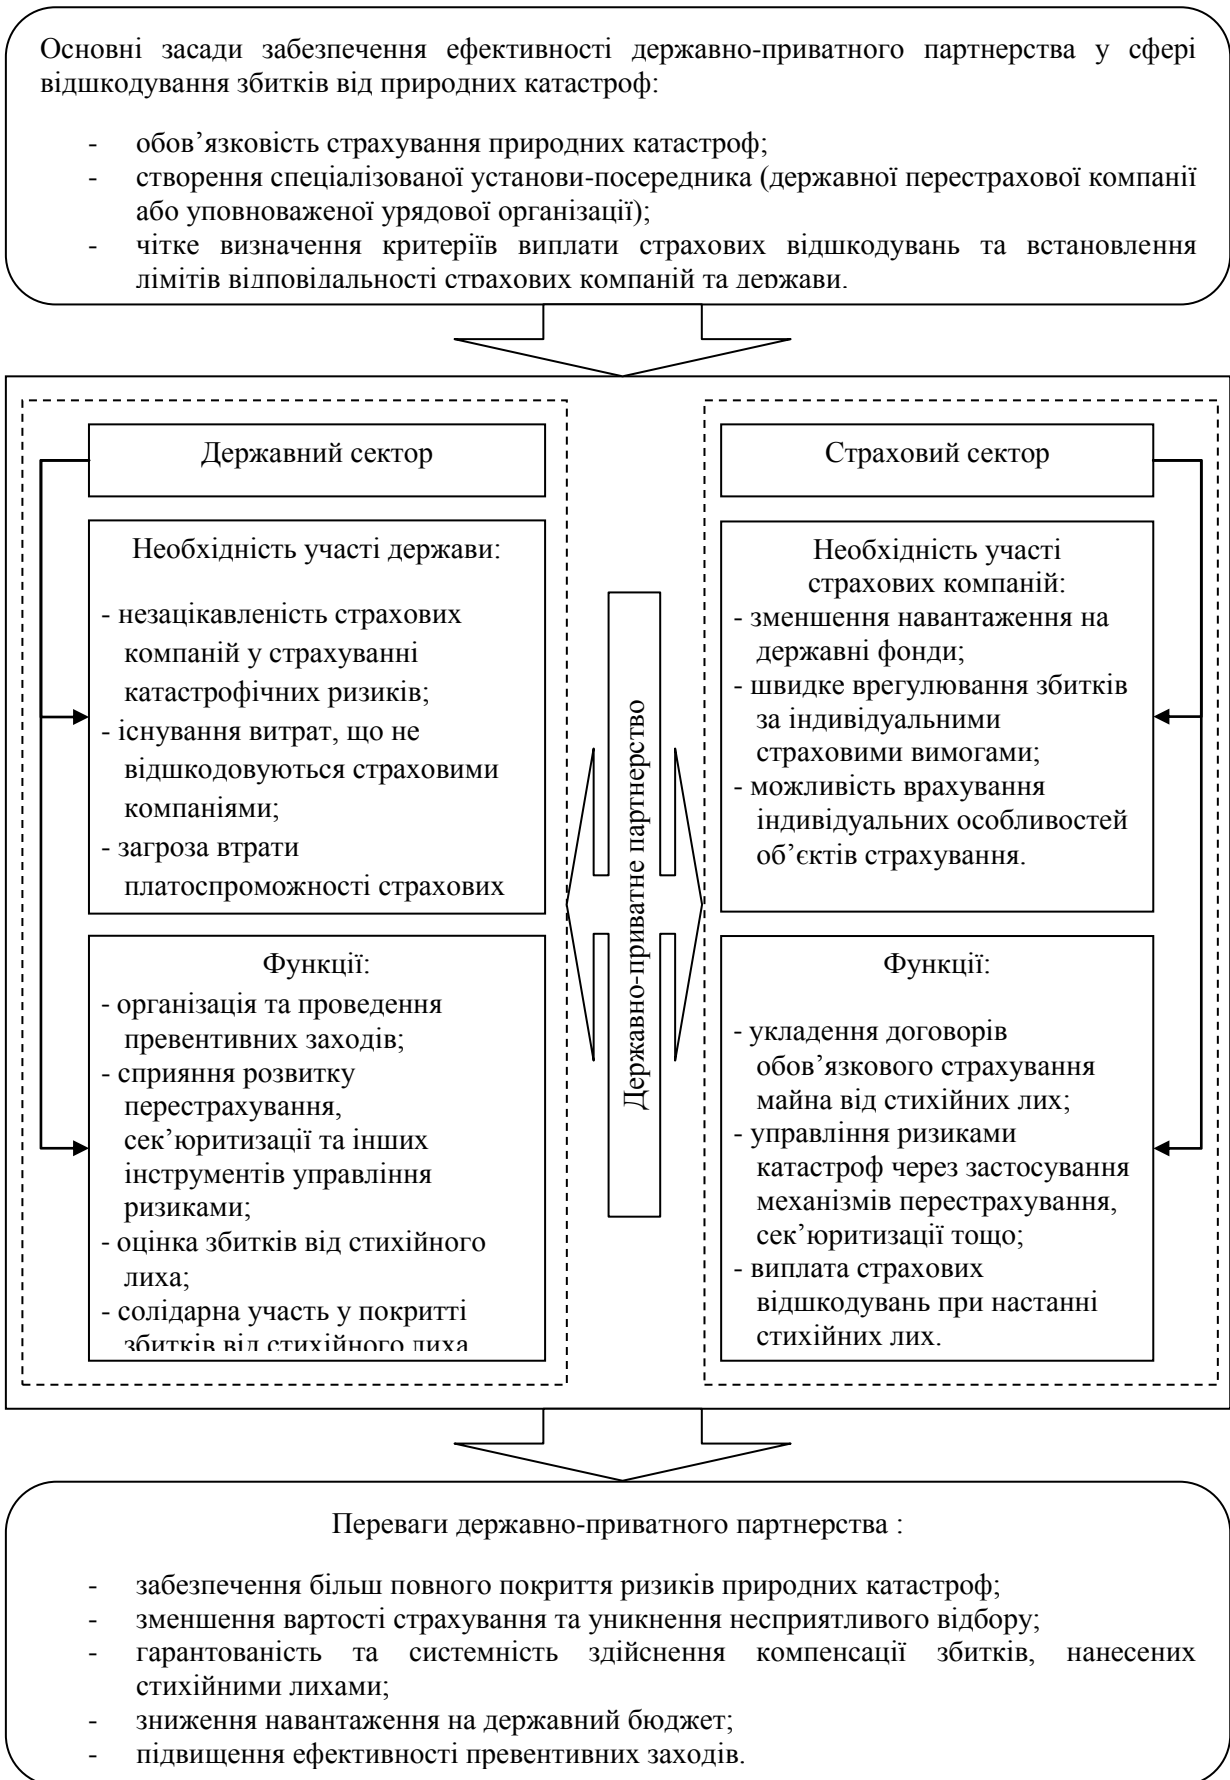 Основні засади забезпечення ефективності державно-приватного партнерства у сфері
відшкодування збитків від природних катастроф:
- обов’язковість страхування природних катастроф;
- створення спеціалізованої установи-посередника (державної перестрахової компанії
або уповноваженої урядової організації);
- чітке визначення критеріїв виплати страхових відшкодувань та встановлення
лімітів відповідальності страхових компаній та держави.
Державний сектор
Необхідність участі держави:
- незацікавленість страхових
компаній у страхуванні
катастрофічних ризиків;
- існування витрат, що не
відшкодовуються страховими
компаніями;
- загроза втрати
платоспроможності страхових
Функції:
- організація та проведення
превентивних заходів;
- сприяння розвитку
перестрахування,
сек’юритизації та інших
інструментів управління
ризиками;
- оцінка збитків від стихійного
лиха;
- солідарна участь у покритті
збитків від стихійного лиха
Державно-приватне партнерство
Страховий сектор
Необхідність участі
страхових компаній:
- зменшення навантаження на
державні фонди;
- швидке врегулювання збитків
за індивідуальними
страховими вимогами;
- можливість врахування
індивідуальних особливостей
об’єктів страхування.
Функції:
- укладення договорів
обов’язкового страхування
майна від стихійних лих;
- управління ризиками
катастроф через застосування
механізмів перестрахування,
сек’юритизації тощо;
- виплата страхових
відшкодувань при настанні
стихійних лих.
Переваги державно-приватного партнерства :
- забезпечення більш повного покриття ризиків природних катастроф;
- зменшення вартості страхування та уникнення несприятливого відбору;
- гарантованість та системність здійснення компенсації збитків, нанесених
стихійними лихами;
- зниження навантаження на державний бюджет;
- підвищення ефективності превентивних заходів.